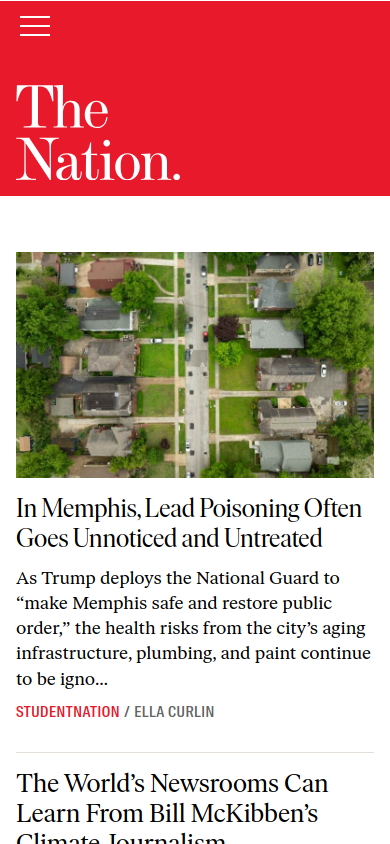 The
Nation.
In Memphis, Lead Poisoning Often
Goes Unnoticed and Untreated
As Trump deploys the National Guard to
“make Memphis safe and restore public
order,” the health risks from the city’s aging
infrastructure, plumbing, and paint continue
to be igno...
STUDENTNATION / ELLA CURLIN
The World’s Newsrooms Can
Learn From Bill McKibben’s
Climate Journalism